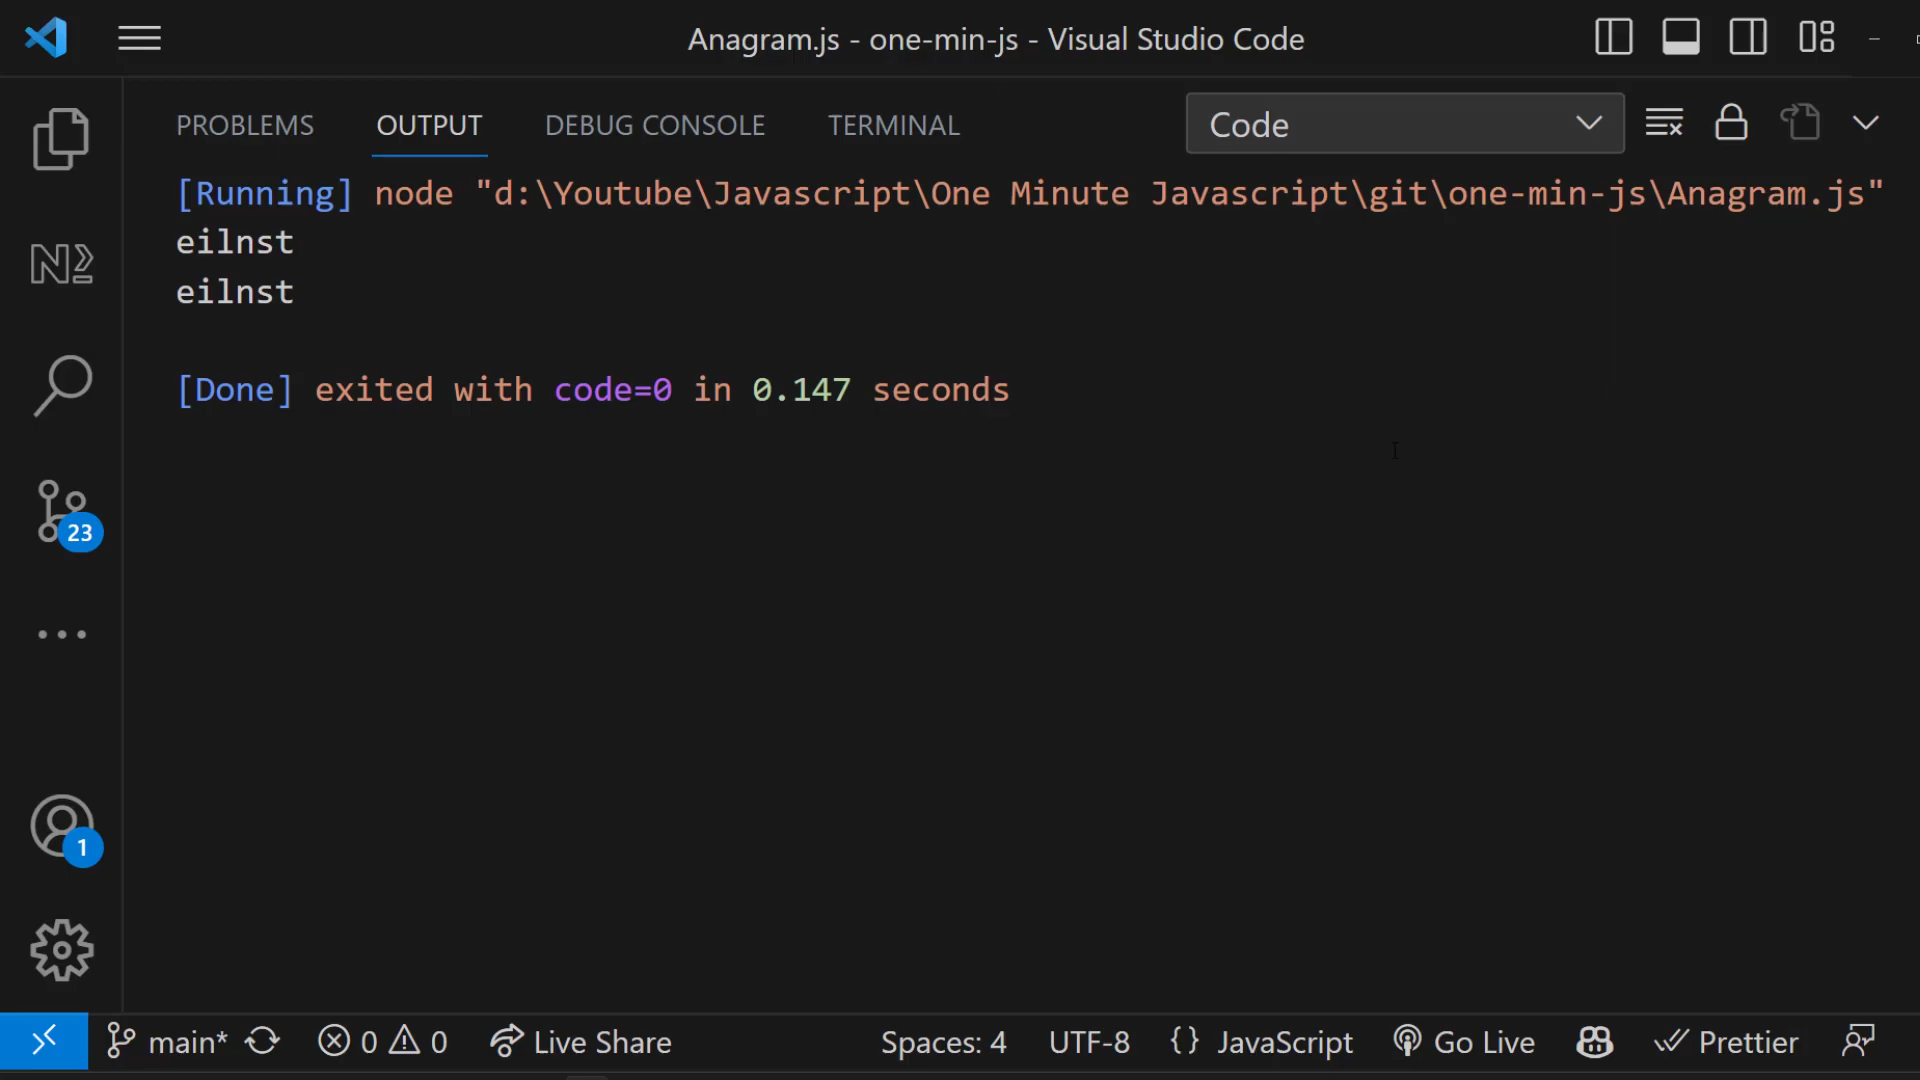 Anagram.js - one-min-js - Visual Studio Code
PROBLEMS OUTPUT DEBUG CONSOLE TERMINAL Code
[Running] node "d:\Youtube\Javascript\One Minute Javascript\git\one-min-js\Anagram.js"
eilnst
eilnst
[Done] exited with code=0 in 0.147 seconds
23
1
main* 0 0 Live Share Spaces: 4 UTF-8 {} JavaScript Go Live Prettier